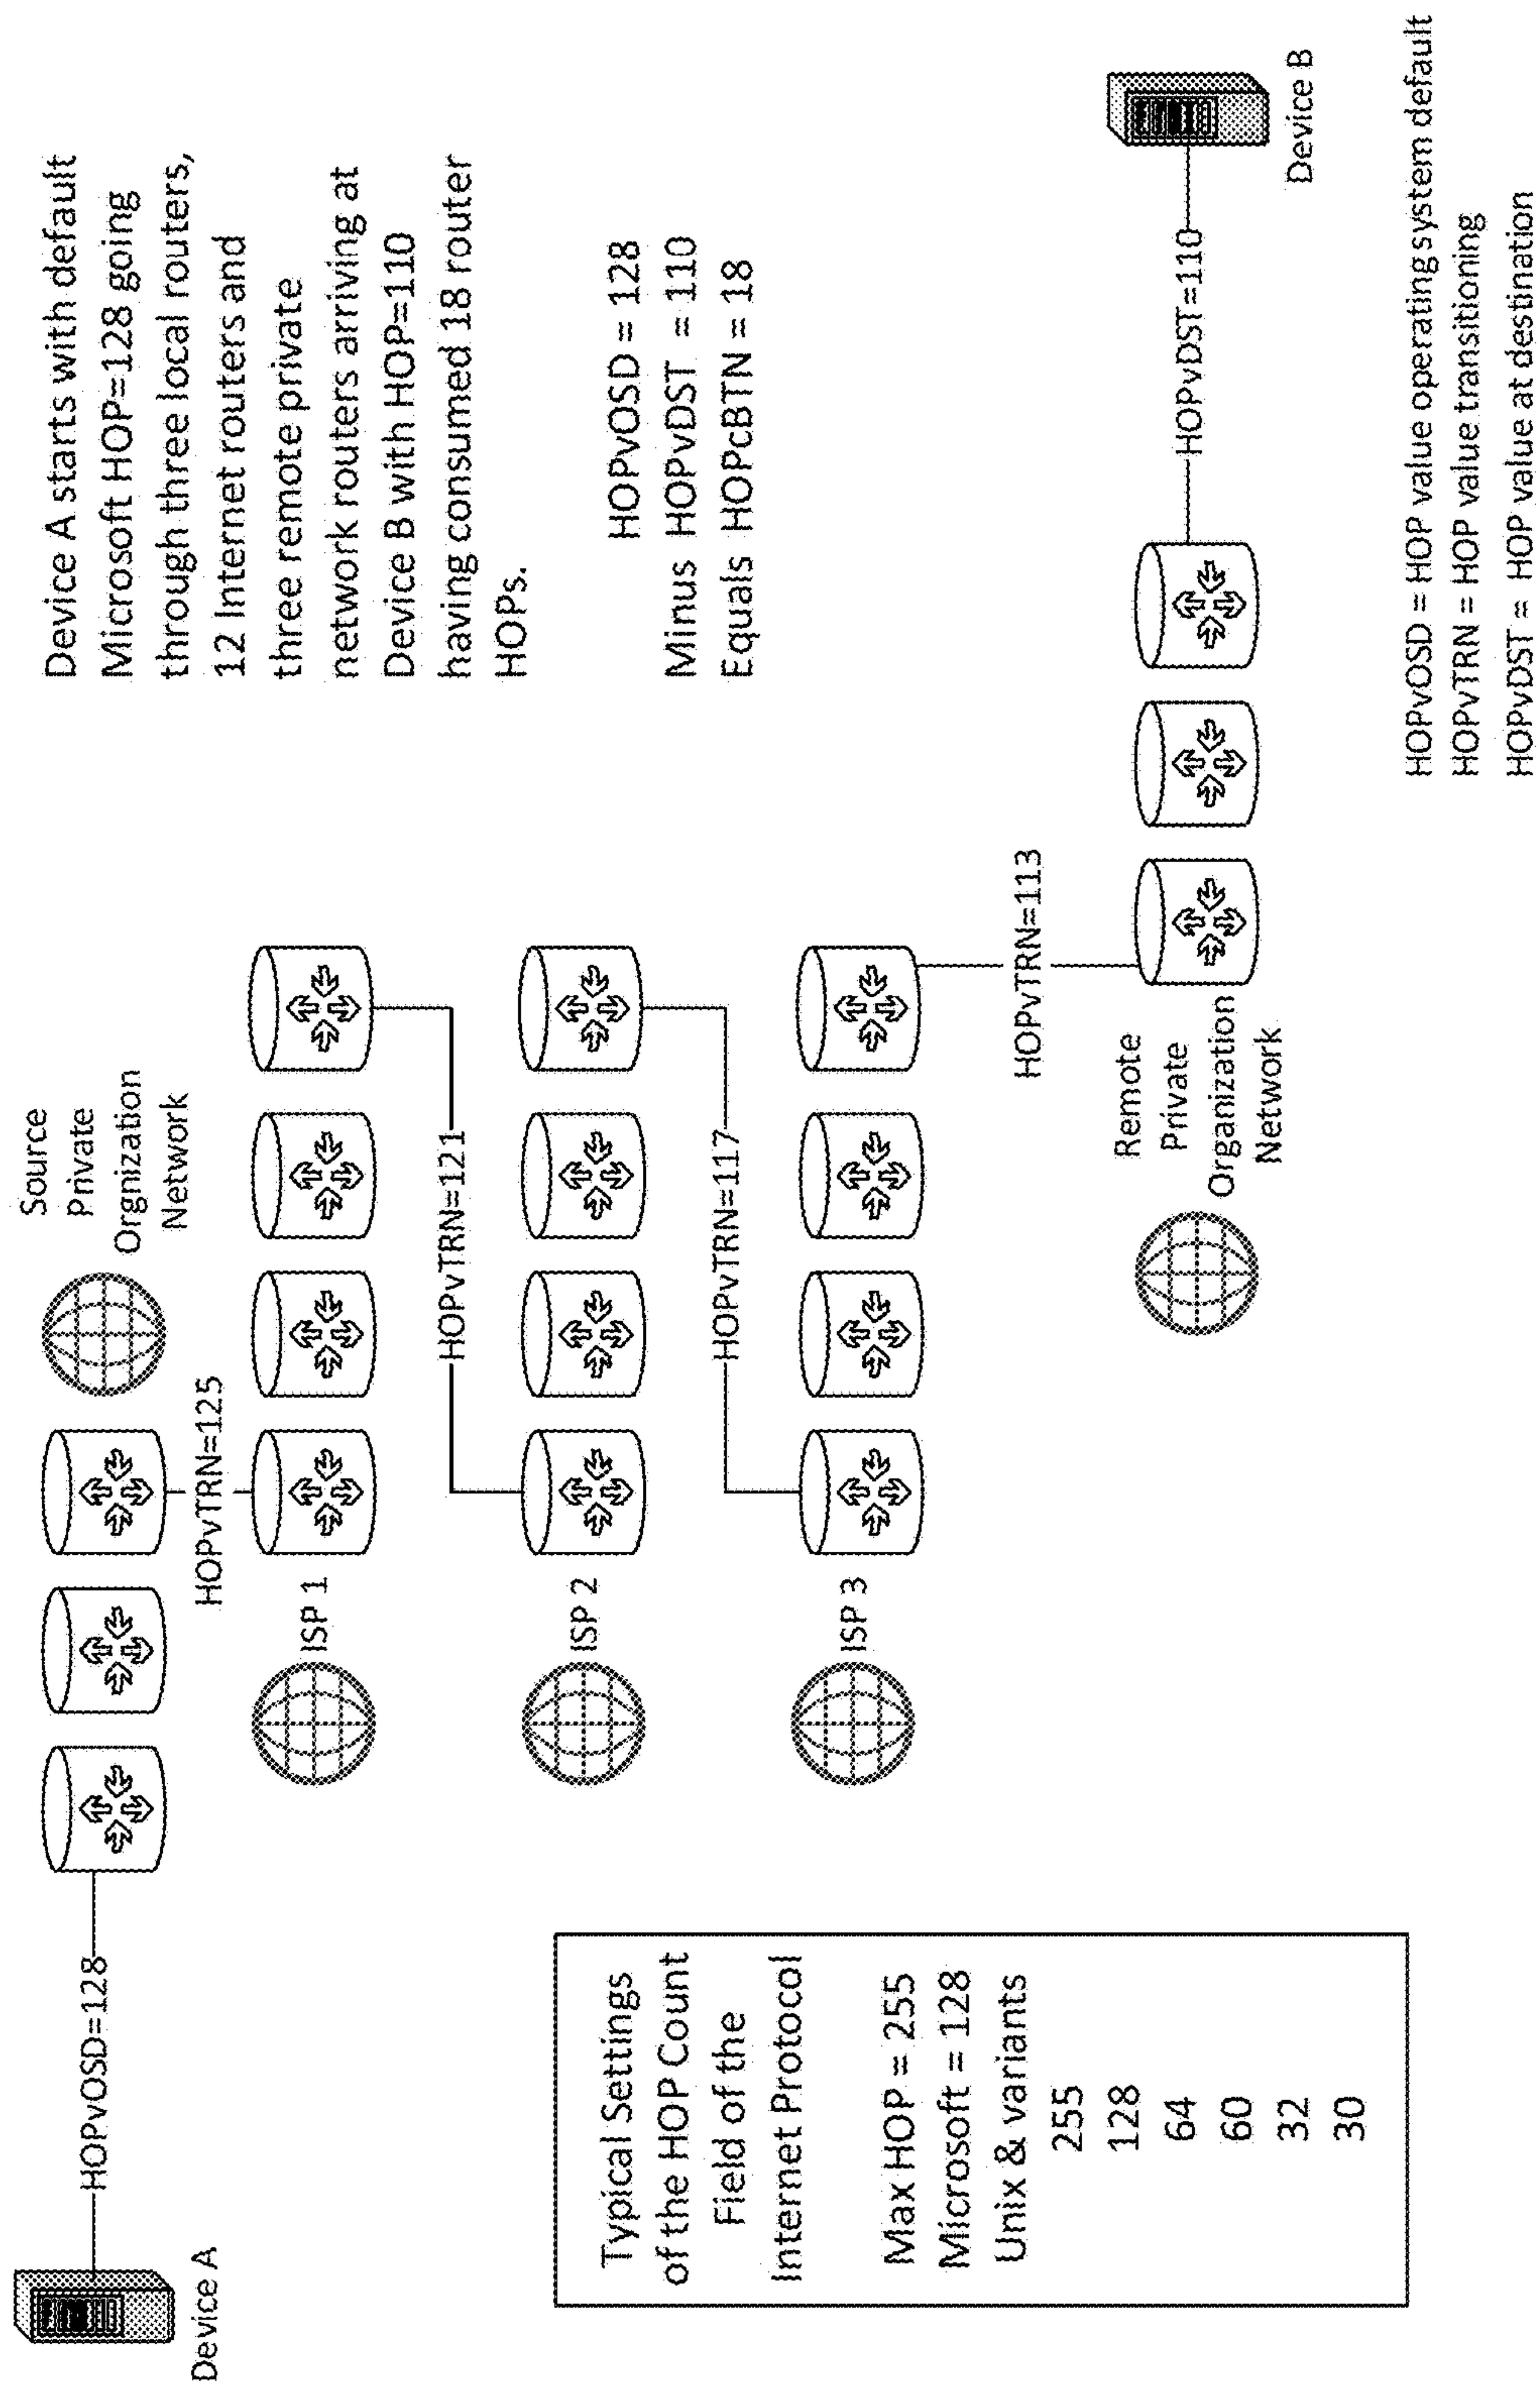 Device A
HOPvOSD=128
Source
Private
Orgnization
Network
HOPvTRN=125
ISP 1
HOPvTRN=121
ISP 2
HOPvTRN=117
ISP 3
HOPvTRN=113
Remote
Private
Organization
Network
HOPvDST=110
Device B
Device A starts with default
Microsoft HOP=128 going
through three local routers,
12 Internet routers and
three remote private
network routers arriving at
Device B with HOP=110
having consumed 18 router
HOPs.
HOPvOSD = 128
Minus HOPvDST = 110
Equals HOPcBTN = 18
Typical Settings
of the HOP Count
Field of the
Internet Protocol
Max HOP = 255
Microsoft = 128
Unix & variants
255
128
64
60
32
30
HOPvOSD = HOP value operating system default
HOPvTRN = HOP value transitioning
HOPvDST = HOP value at destination